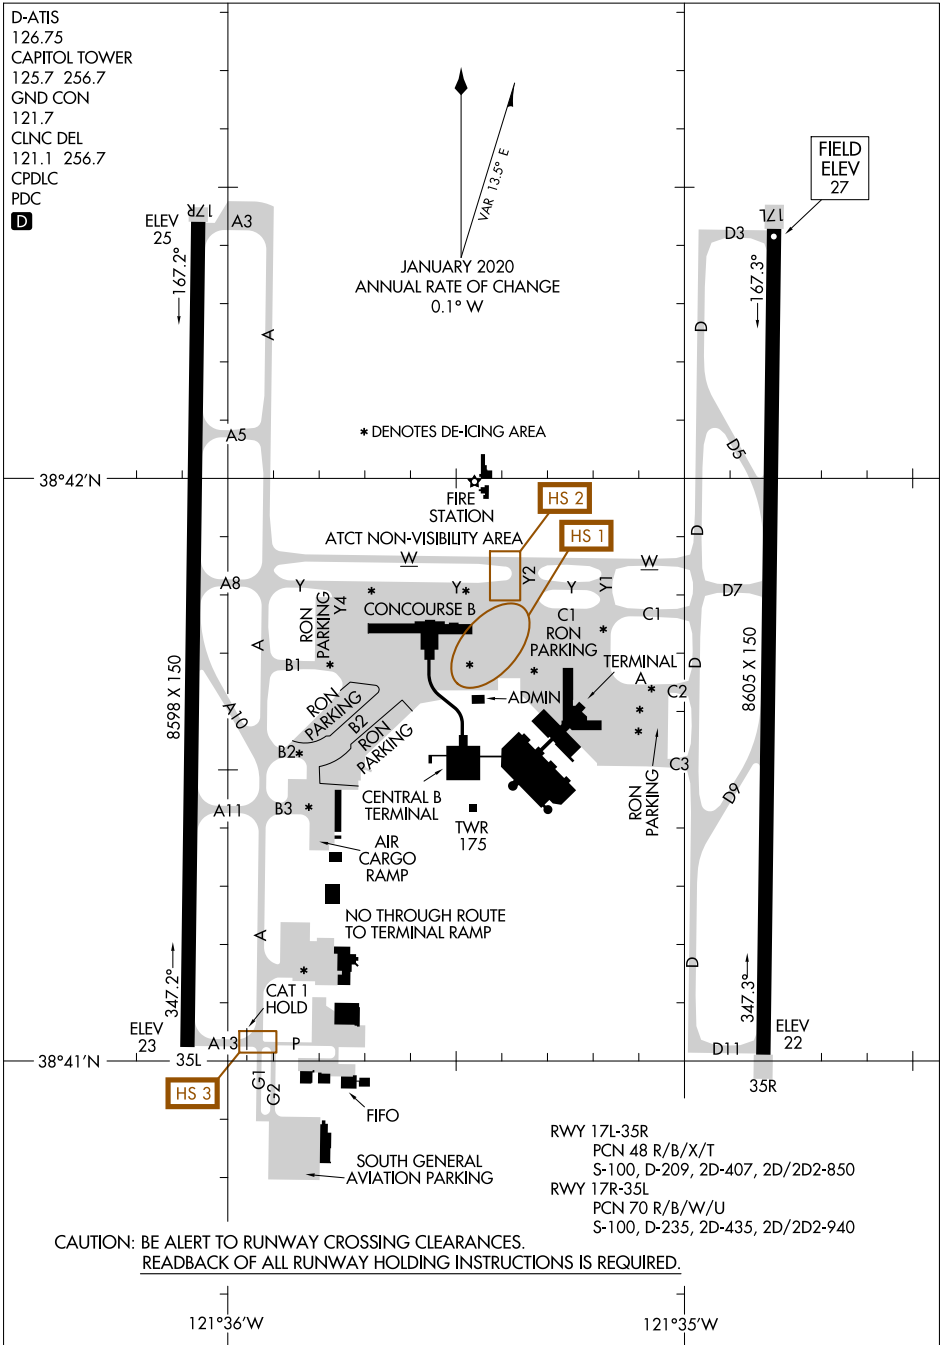 D-ATIS
126.75
CAPITOL TOWER
125.7 256.7
GND CON
121.7
CLNC DEL
121.1 256.7
CPDLC
PDC
D
VAR 13.5° E
JANUARY 2020
ANNUAL RATE OF CHANGE
0.1° W
FIELD
ELEV
27
17R
ELEV
25
A3
167.2°
17L
D3
167.3°
A
D
A5
D5
* DENOTES DE-ICING AREA
38°42'N
FIRE
STATION
HS 2
HS 1
ATCT NON-VISIBILITY AREA
D
W
W
A8
Y
Y
Y2
Y
Y1
D7
Y4
RON
PARKING
CONCOURSE B
C1
C1
RON
PARKING
A
B1
TERMINAL
A
D
C2
8598 X 150
8605 X 150
A10
RON
PARKING
B2
RON
PARKING
ADMIN
B2
C3
D9
RON
PARKING
A11
B3
CENTRAL B
TERMINAL
TWR
175
AIR
CARGO
RAMP
NO THROUGH ROUTE
TO TERMINAL RAMP
A
D
347.2°
347.3°
CAT 1
HOLD
ELEV
23
A13
P
ELEV
22
D11
38°41'N
35L
35R
G1
G2
HS 3
FIFO
SOUTH GENERAL
AVIATION PARKING
RWY 17L-35R
PCN 48 R/B/X/T
S-100, D-209, 2D-407, 2D/2D2-850
RWY 17R-35L
PCN 70 R/B/W/U
S-100, D-235, 2D-435, 2D/2D2-940
CAUTION: BE ALERT TO RUNWAY CROSSING CLEARANCES.
READBACK OF ALL RUNWAY HOLDING INSTRUCTIONS IS REQUIRED.
121°36'W
121°35'W